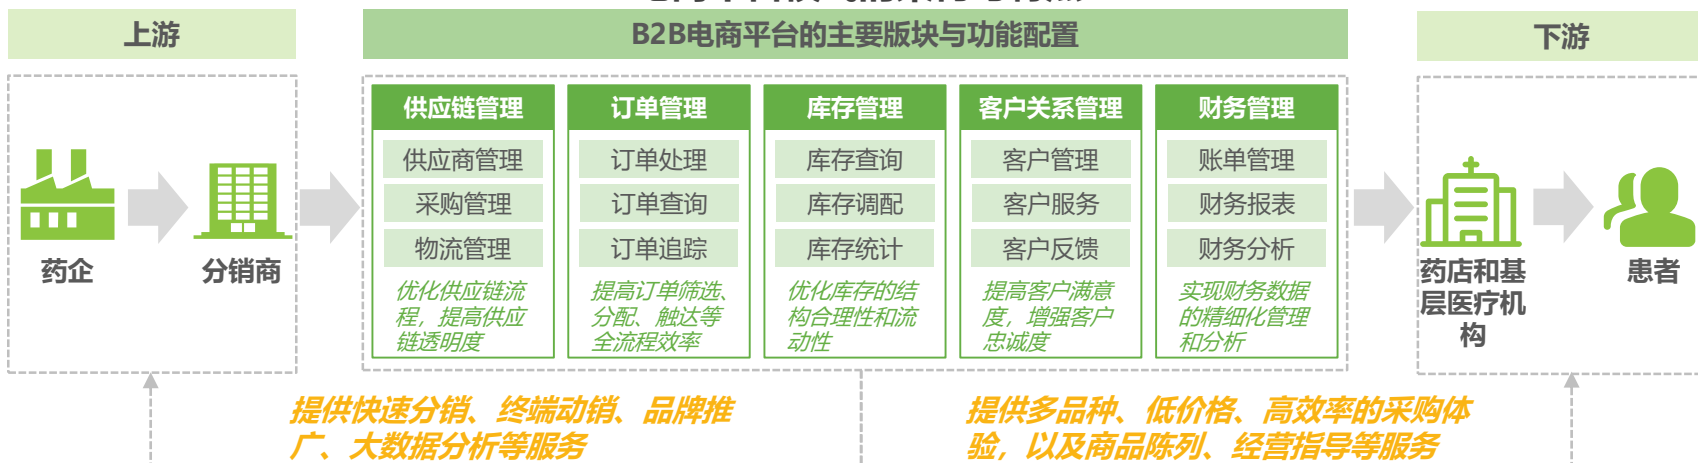 上游
B2B电商平台的主要版块与功能配置
下游
供应链管理
供应商管理
采购管理
物流管理
优化供应链流
程，提高供应
链透明度
订单管理
订单处理
订单查询
订单追踪
提高订单筛选、
分配、触达等
全流程效率
库存管理
库存查询
库存调配
库存统计
优化库存的结
构合理性和流
动性
客户关系管理
客户管理
客户服务
客户反馈
提高客户满意
度，增强客户
忠诚度
财务管理
账单管理
财务报表
财务分析
实现财务数据
的精细化管理
和分析
药企
分销商
药店和基
层医疗机
构
患者
提供快速分销、终端动销、品牌推
广、大数据分析等服务
提供多品种、低价格、高效率的采购体
验，以及商品陈列、经营指导等服务